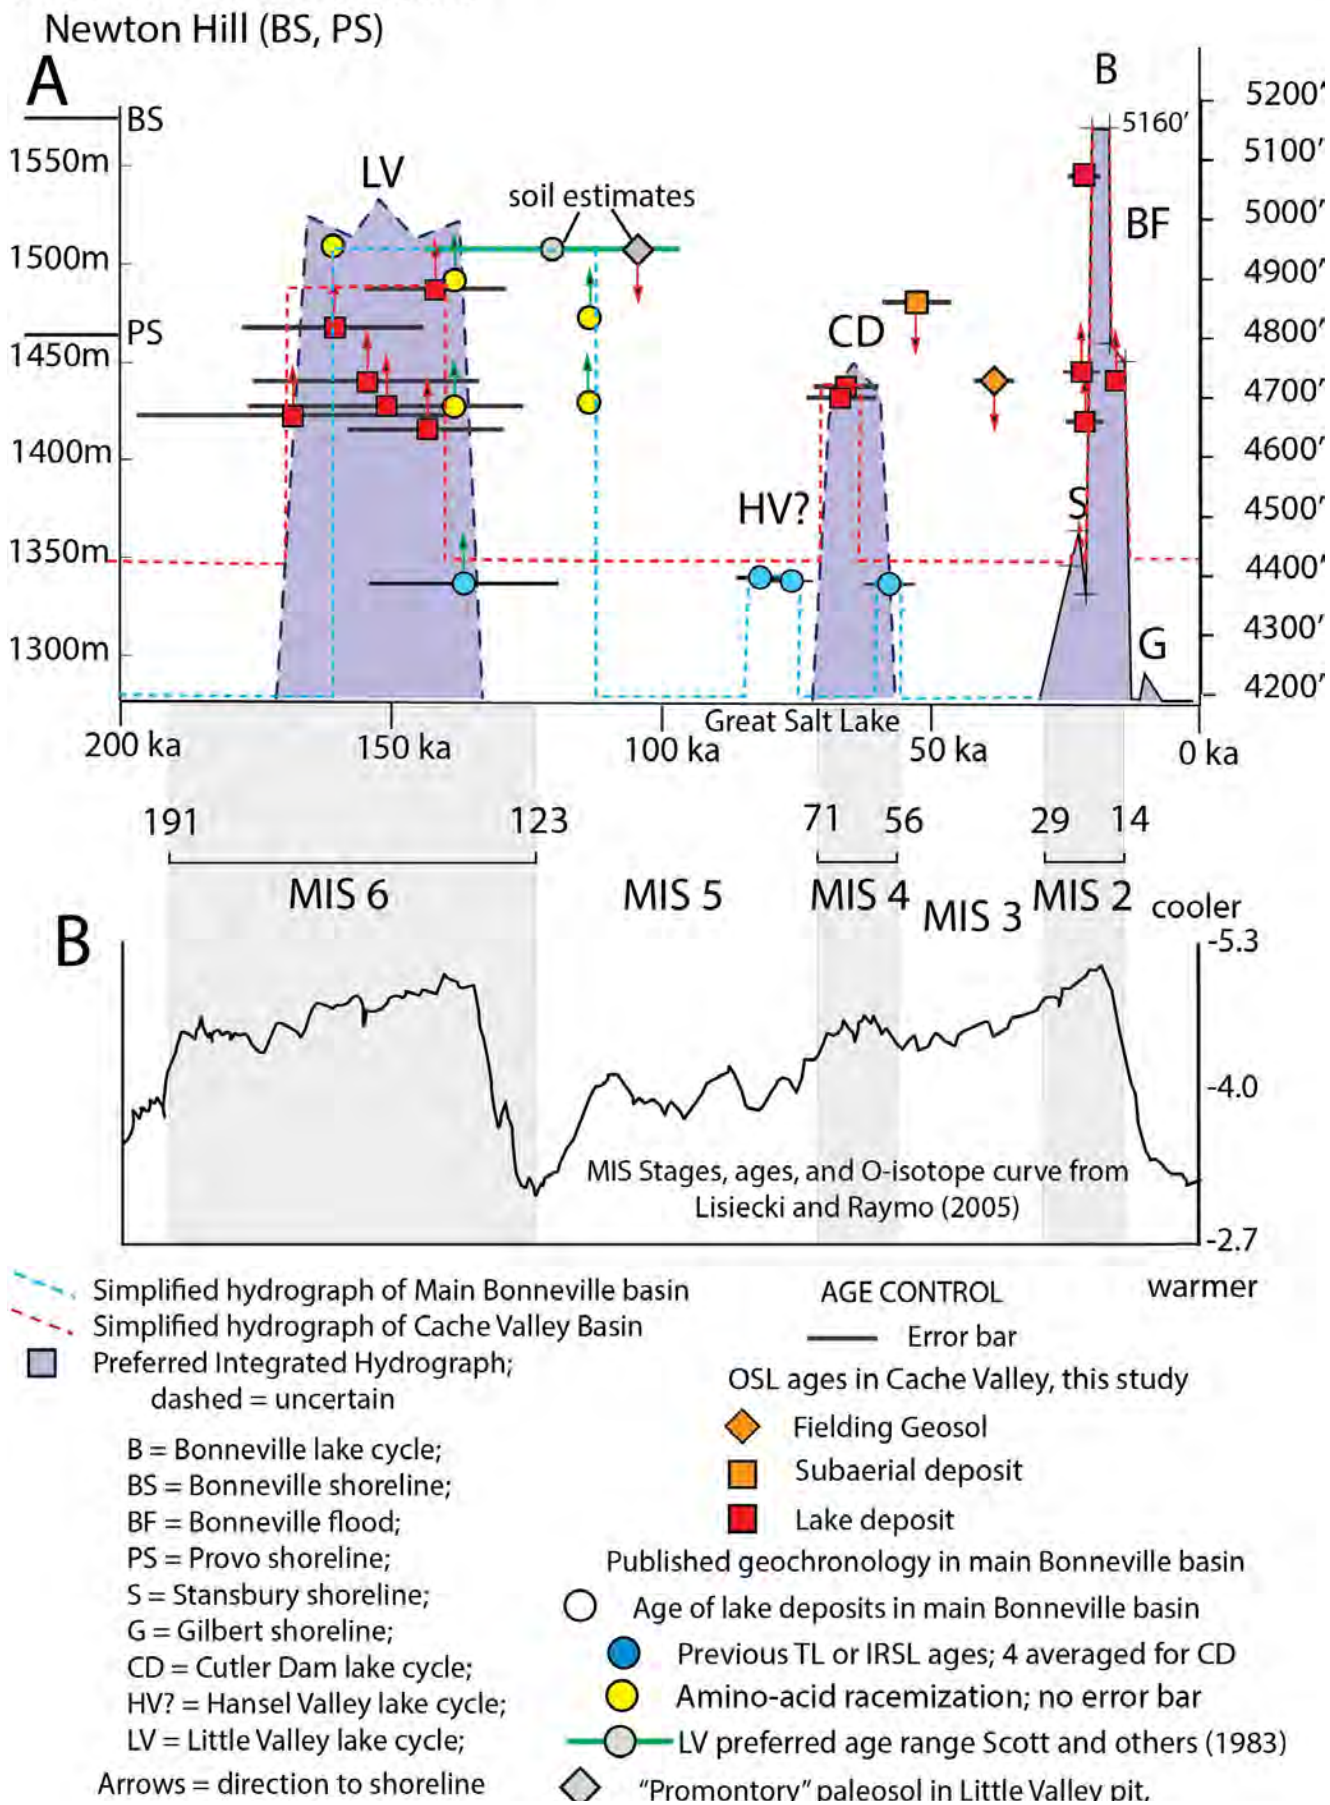 Newton Hill (BS, PS)
A
B
5200'
BS
5160'
1550m
5100'
LV
soil estimates
BF
5000'
1500m
4900'
PS
CD
4800'
1450m
4700'
1400m
4600'
HV?
S
4500'
1350m
4400'
1300m
G
4300'
4200'
Great Salt Lake
200 ka
150 ka
100 ka
50 ka
0 ka
191
123
71
56
29
14
MIS 6
MIS 5
MIS 4
MIS 3
MIS 2
cooler
B
-5.3
-4.0
MIS Stages, ages, and O-isotope curve from
Lisiecki and Raymo (2005)
-2.7
warmer
Simplified hydrograph of Main Bonneville basin
Simplified hydrograph of Cache Valley Basin
Preferred Integrated Hydrograph;
dashed = uncertain
B = Bonneville lake cycle;
BS = Bonneville shoreline;
BF = Bonneville flood;
PS = Provo shoreline;
S = Stansbury shoreline;
G = Gilbert shoreline;
CD = Cutler Dam lake cycle;
HV? = Hansel Valley lake cycle;
LV = Little Valley lake cycle;
Arrows = direction to shoreline
AGE CONTROL
Error bar
OSL ages in Cache Valley, this study
Fielding Geosol
Subaerial deposit
Lake deposit
Published geochronology in main Bonneville basin
Age of lake deposits in main Bonneville basin
Previous TL or IRSL ages; 4 averaged for CD
Amino-acid racemization; no error bar
LV preferred age range Scott and others (1983)
"Promontory" paleosol in Little Valley pit,